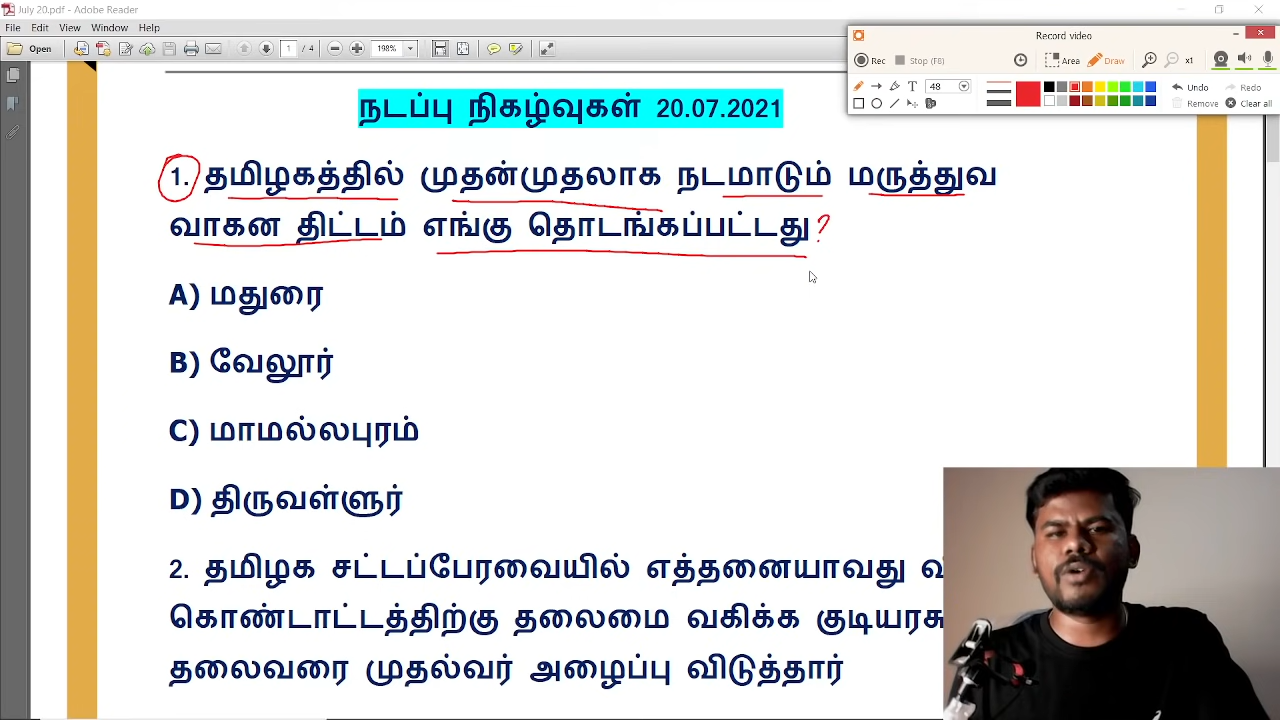 July 20.pdf - Adobe Reader
File Edit View Window Help
Open 1 / 4 198%
Record video
Rec Stop (F8) Area Draw x1
T 48 Undo Redo
Remove Clear all
நடப்பு நிகழ்வுகள் 20.07.2021
1. தமிழகத்தில் முதன்முதலாக நடமாடும் மருத்துவ
வாகன திட்டம் எங்கு தொடங்கப்பட்டது?
A) மதுரை
B) வேலூர்
C) மாமல்லபுரம்
D) திருவள்ளுர்
2. தமிழக சட்டப்பேரவையில் எத்தனையாவது
கொண்டாட்டத்திற்கு தலைமை வகிக்க குடியரசு
தலைவரை முதல்வர் அழைப்பு விடுத்தார்